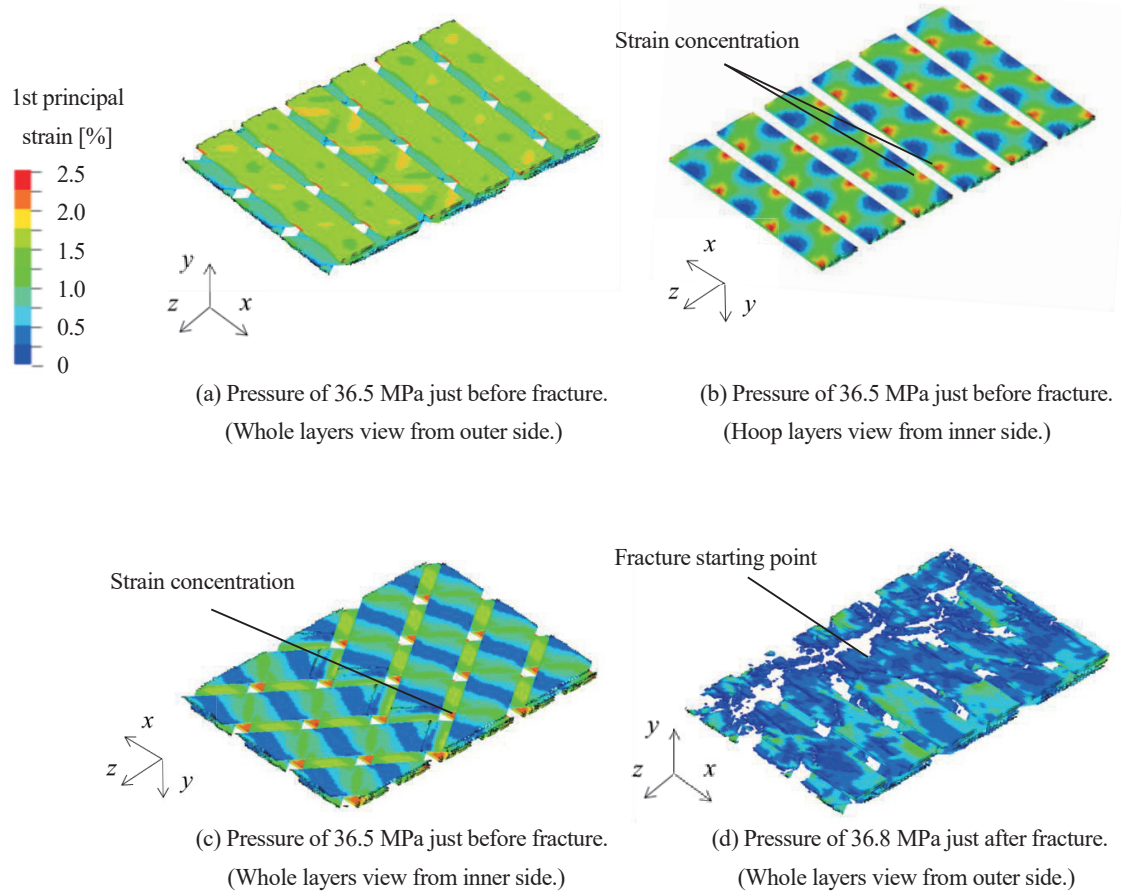 Strain concentration
1st principal
strain [%]
2.5
2.0
1.5
1.0
0.5
0
y
z
x
x
z
y
(a) Pressure of 36.5 MPa just before fracture.
(Whole layers view from outer side.)
(b) Pressure of 36.5 MPa just before fracture.
(Hoop layers view from inner side.)
Strain concentration
Fracture starting point
x
z
y
y
z
x
(c) Pressure of 36.5 MPa just before fracture.
(Whole layers view from inner side.)
(d) Pressure of 36.8 MPa just after fracture.
(Whole layers view from outer side.)